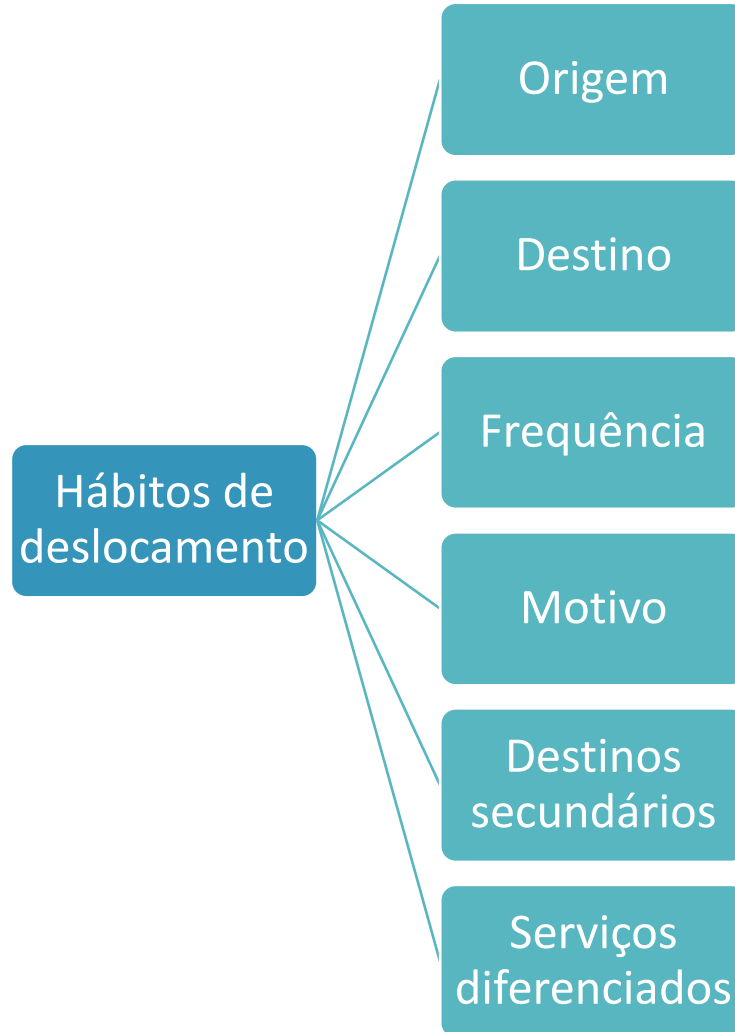 Hábitos de
deslocamento
Origem
Destino
Frequência
Motivo
Destinos
secundários
Serviços
diferenciados